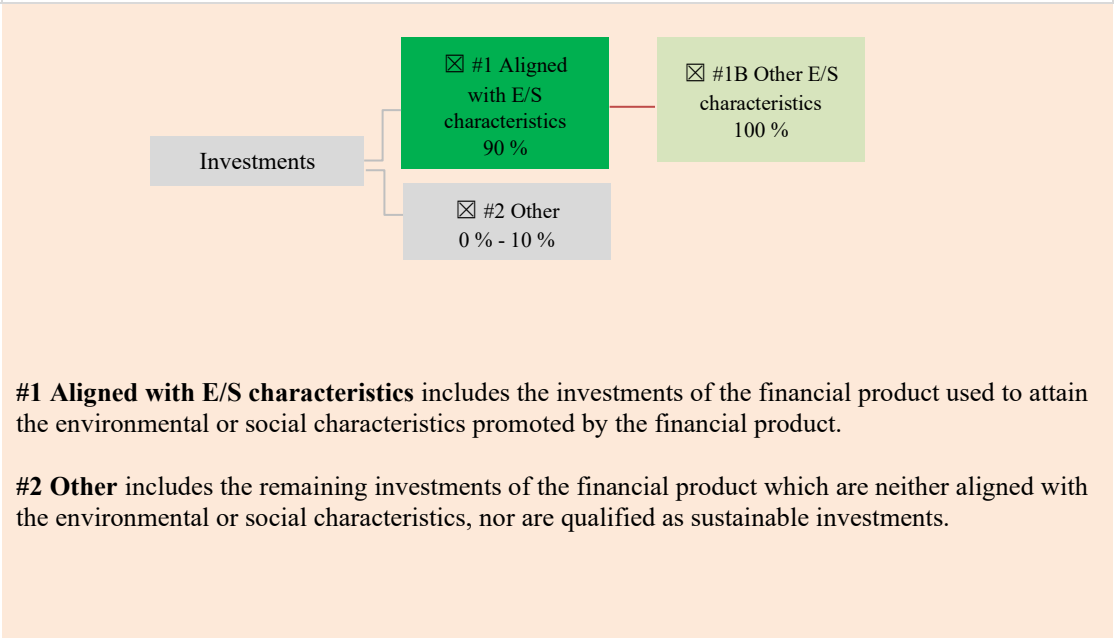 ☒ #1 Aligned
with E/S
characteristics
90 %
☒ #1B Other E/S
characteristics
100 %
Investments
☒ #2 Other
0 % - 10 %
#1 Aligned with E/S characteristics includes the investments of the financial product used to attain
the environmental or social characteristics promoted by the financial product.
#2 Other includes the remaining investments of the financial product which are neither aligned with
the environmental or social characteristics, nor are qualified as sustainable investments.